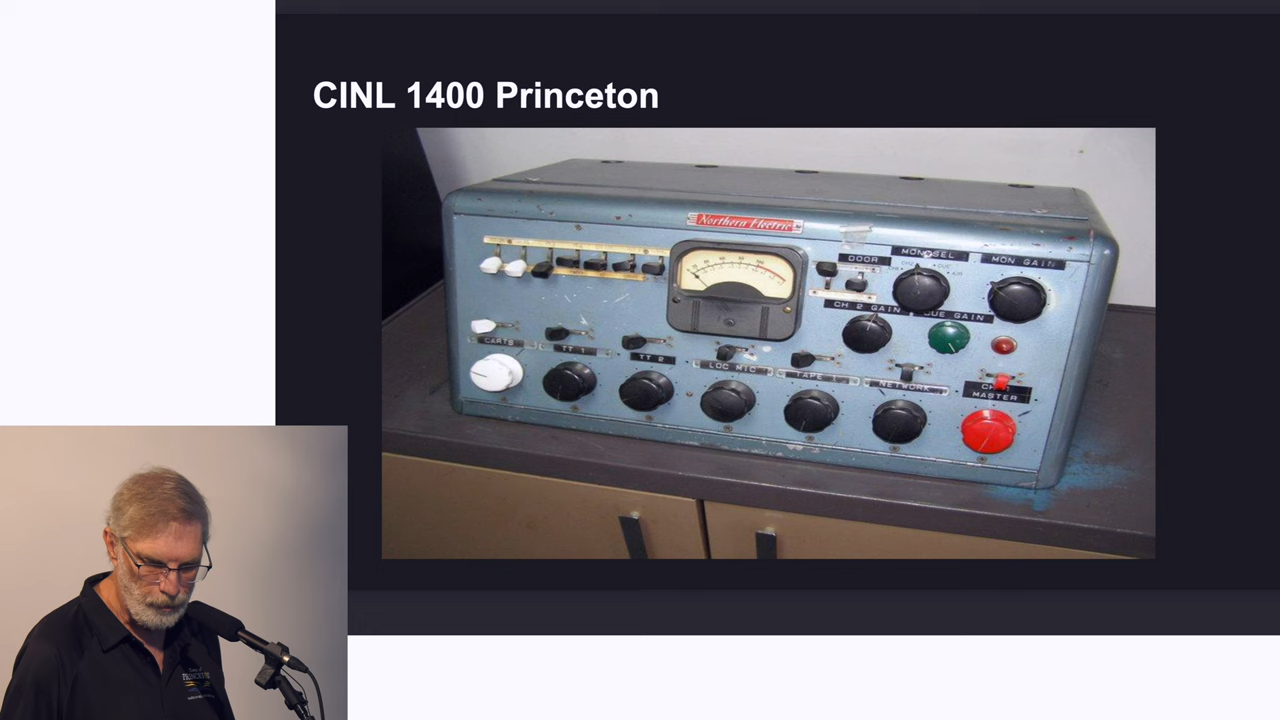 CINL 1400 Princeton
Northern Electric
DOOR
MON SEL
MON GAIN
CH 2 GAIN
CUE GAIN
CARTS
TT 1
TT 2
LOC MIC
TAPE 1
NETWORK
MASTER